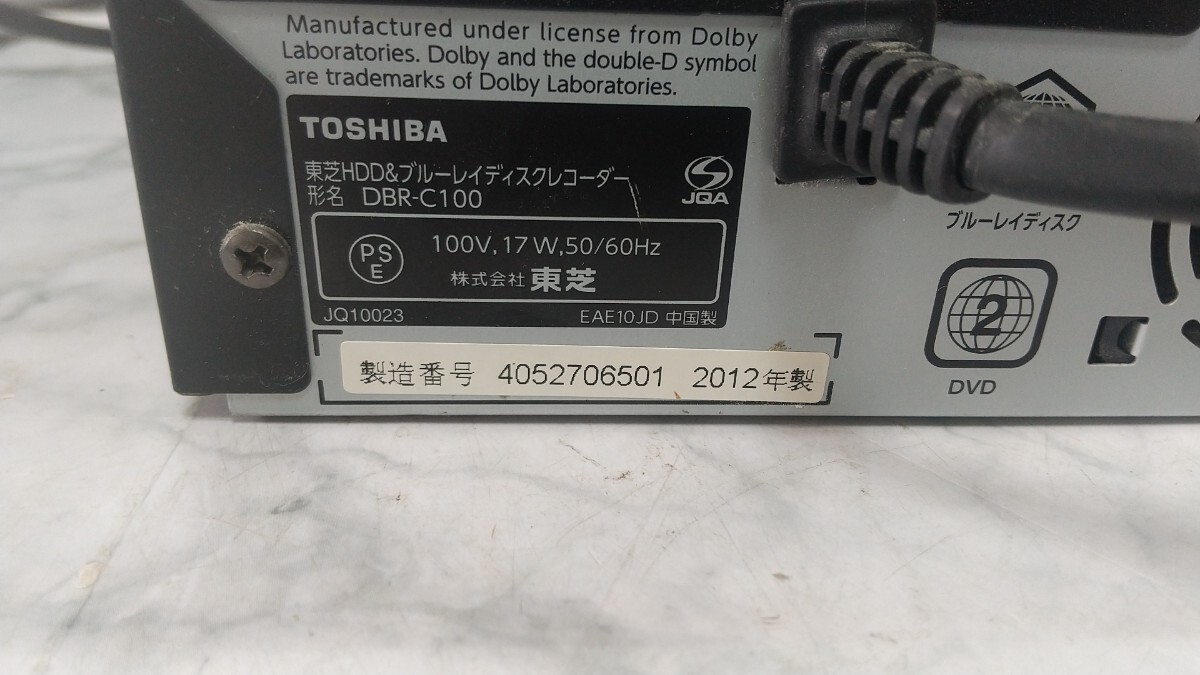 Manufactured under license from Dolby
Laboratories. Dolby and the double-D symbol
are trademarks of Dolby Laboratories.
TOSHIBA
東芝HDD&ブルーレイディスクレコーダー
形名 DBR-C100
JQA
PS
E
100V,17W,50/60Hz
株式会社 東芝
JQ10023
EAE10JD 中国製
製造番号 4052706501 2012年製
ブルーレイディスク
2
DVD